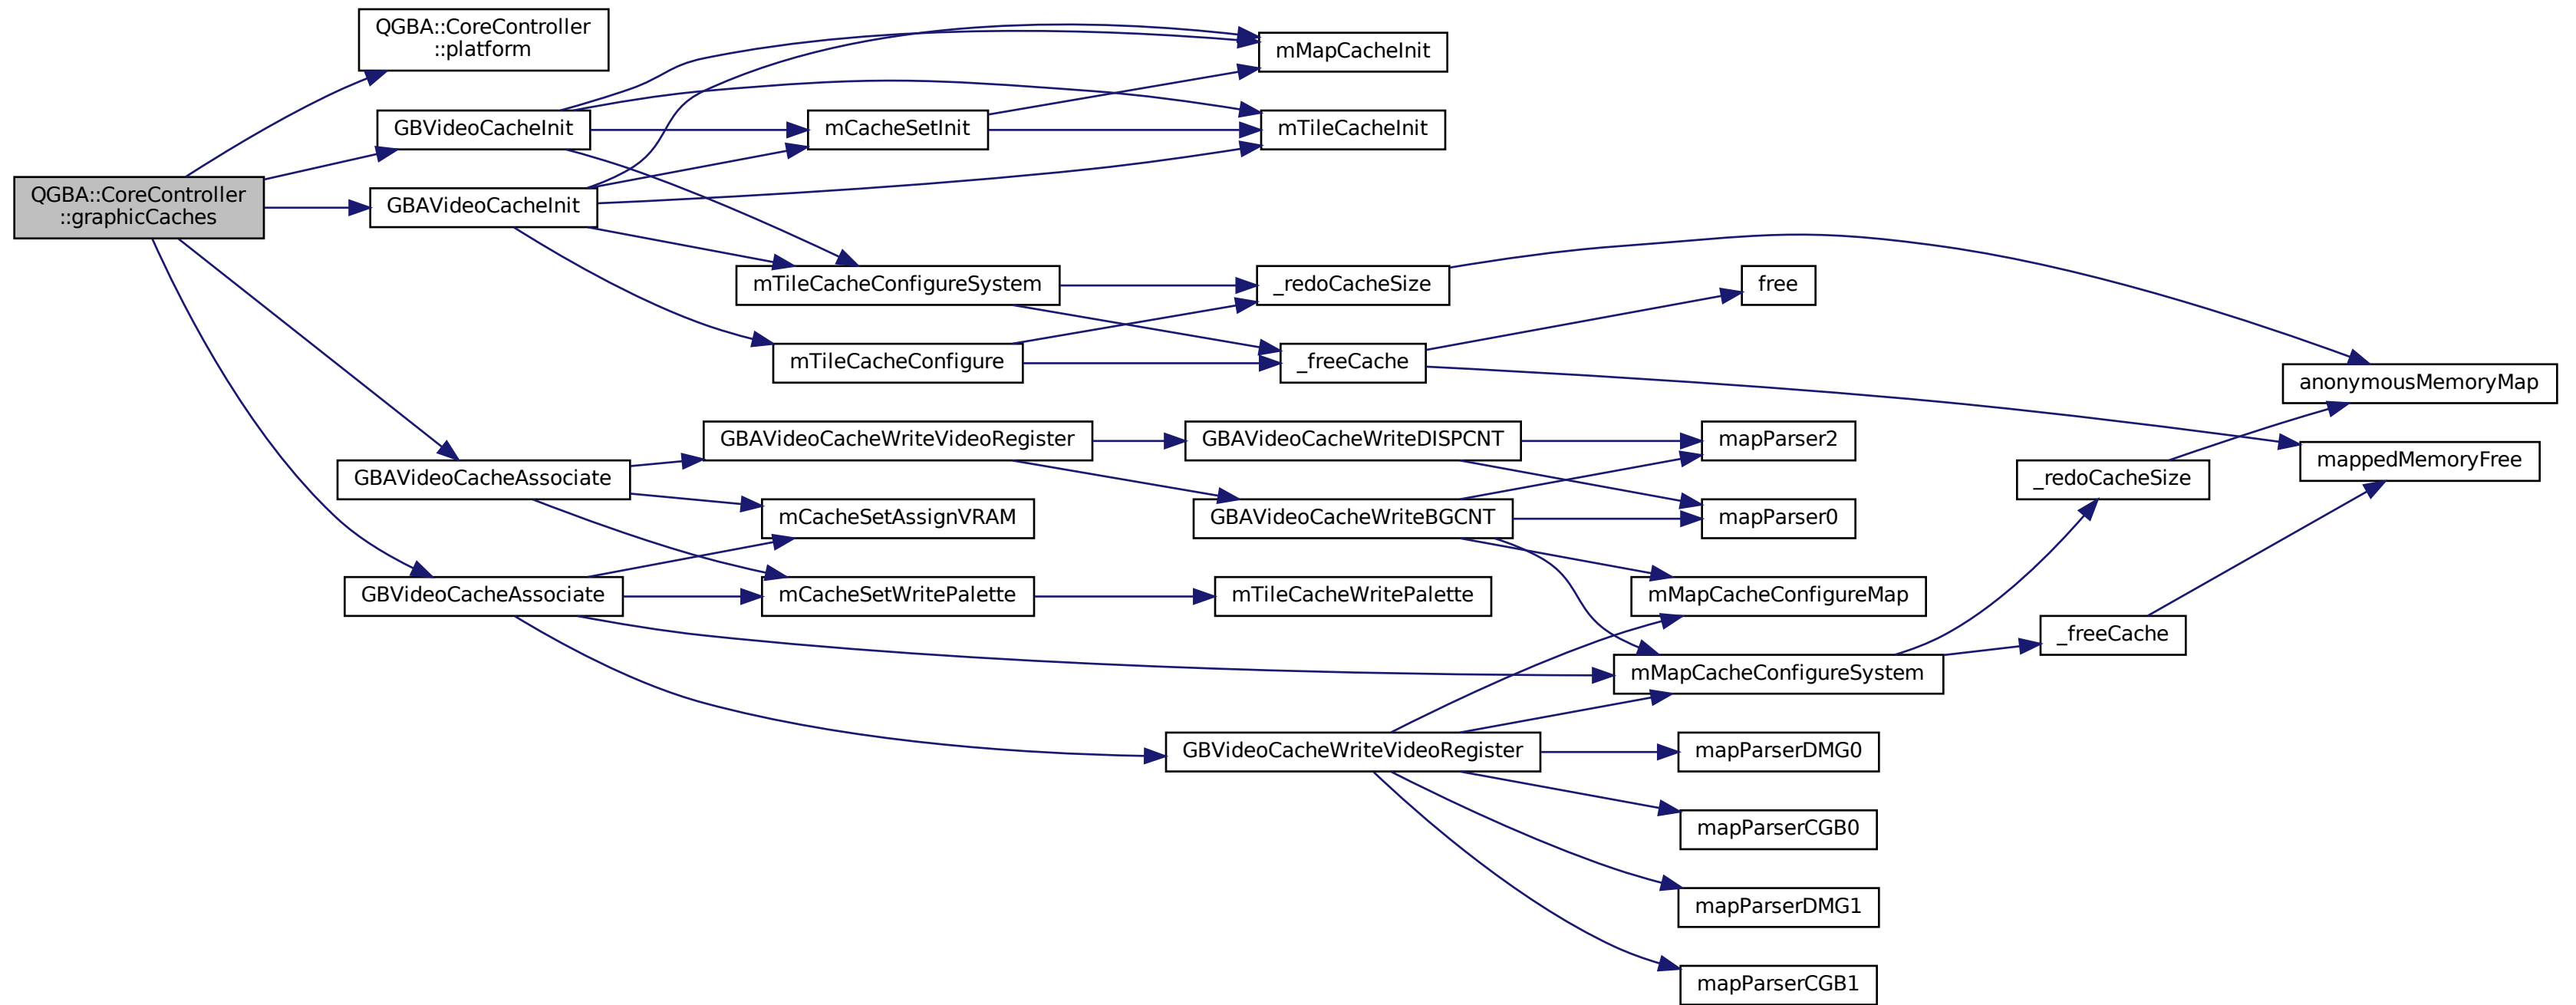 QGBA::CoreController
::platform
mMapCacheInit
GBVideoCacheInit
mCacheSetInit
mTileCacheInit
QGBA::CoreController
::graphicCaches
GBAVideoCacheInit
mTileCacheConfigureSystem
_redoCacheSize
free
mTileCacheConfigure
_freeCache
anonymousMemoryMap
GBAVideoCacheWriteVideoRegister
GBAVideoCacheWriteDISPCNT
mapParser2
mappedMemoryFree
GBAVideoCacheAssociate
_redoCacheSize
mCacheSetAssignVRAM
GBAVideoCacheWriteBGCNT
mapParser0
GBVideoCacheAssociate
mCacheSetWritePalette
mTileCacheWritePalette
mMapCacheConfigureMap
_freeCache
mMapCacheConfigureSystem
GBVideoCacheWriteVideoRegister
mapParserDMG0
mapParserCGB0
mapParserDMG1
mapParserCGB1